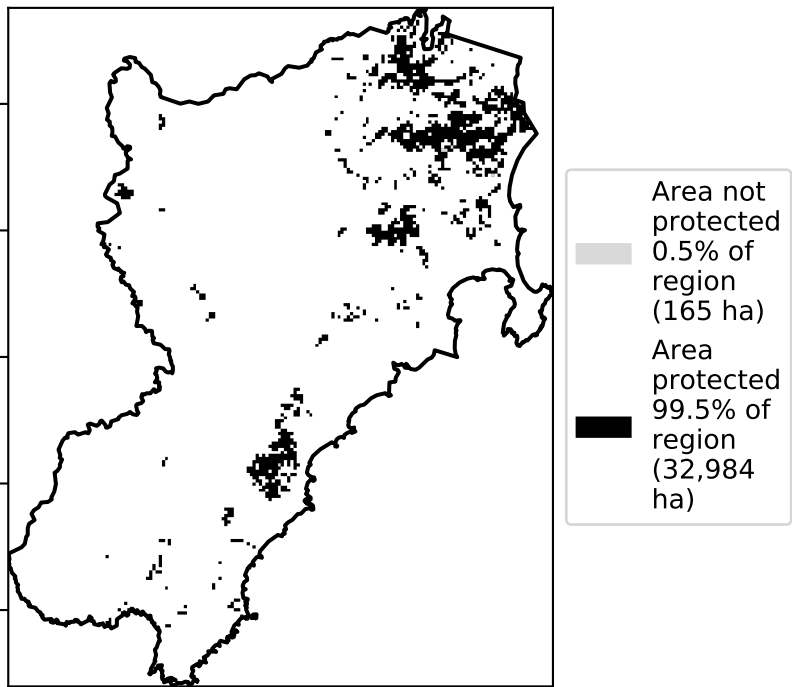 Area not
protected
0.5% of
region
(165 ha)
Area
protected
99.5% of
region
(32,984
ha)